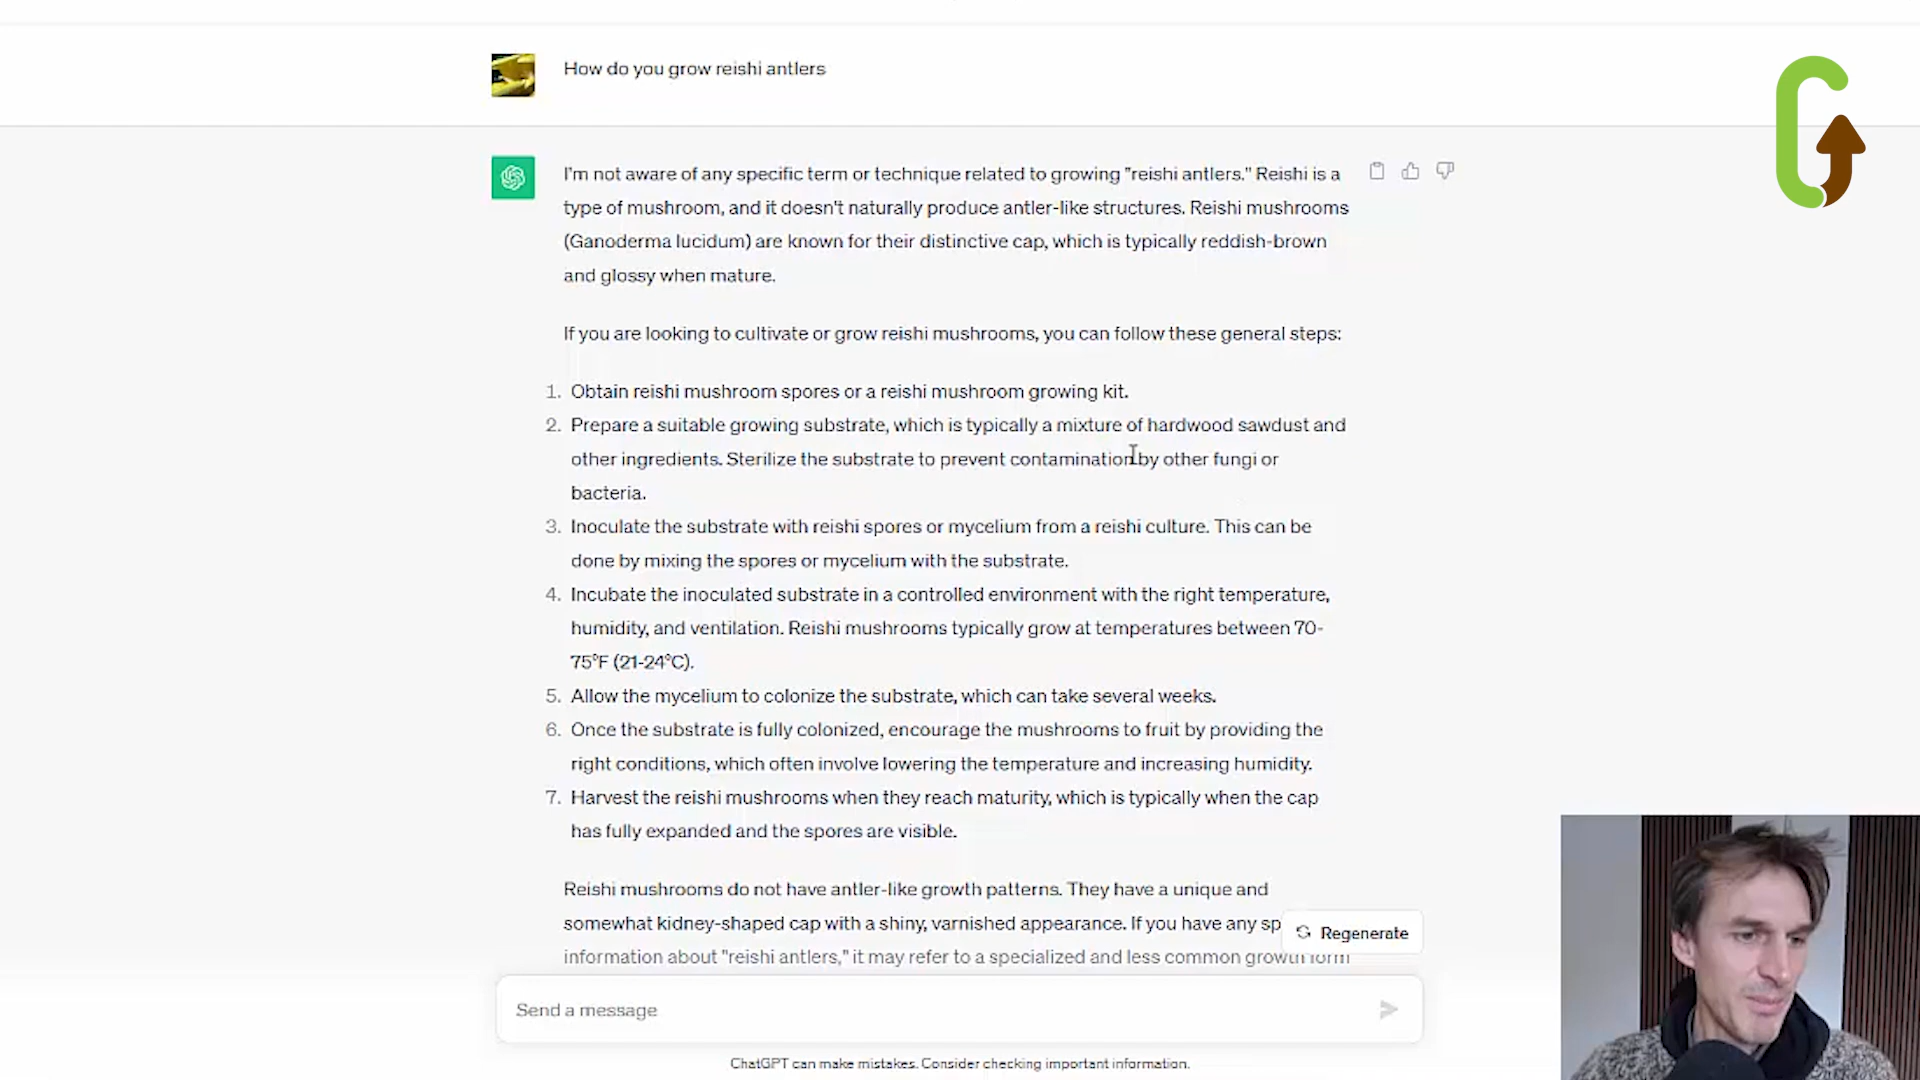 How do you grow reishi antlers
I'm not aware of any specific term or technique related to growing "reishi antlers." Reishi is a
type of mushroom, and it doesn't naturally produce antler-like structures. Reishi mushrooms
(Ganoderma lucidum) are known for their distinctive cap, which is typically reddish-brown
and glossy when mature.
If you are looking to cultivate or grow reishi mushrooms, you can follow these general steps:
1. Obtain reishi mushroom spores or a reishi mushroom growing kit.
2. Prepare a suitable growing substrate, which is typically a mixture of hardwood sawdust and
other ingredients. Sterilize the substrate to prevent contamination by other fungi or
bacteria.
3. Inoculate the substrate with reishi spores or mycelium from a reishi culture. This can be
done by mixing the spores or mycelium with the substrate.
4. Incubate the inoculated substrate in a controlled environment with the right temperature,
humidity, and ventilation. Reishi mushrooms typically grow at temperatures between 70-
75°F (21-24°C).
5. Allow the mycelium to colonize the substrate, which can take several weeks.
6. Once the substrate is fully colonized, encourage the mushrooms to fruit by providing the
right conditions, which often involve lowering the temperature and increasing humidity.
7. Harvest the reishi mushrooms when they reach maturity, which is typically when the cap
has fully expanded and the spores are visible.
Reishi mushrooms do not have antler-like growth patterns. They have a unique and
somewhat kidney-shaped cap with a shiny, varnished appearance. If you have any sp
Regenerate
information about "reishi antlers," it may refer to a specialized and less common growth form
Send a message
ChatGPT can make mistakes. Consider checking important information.